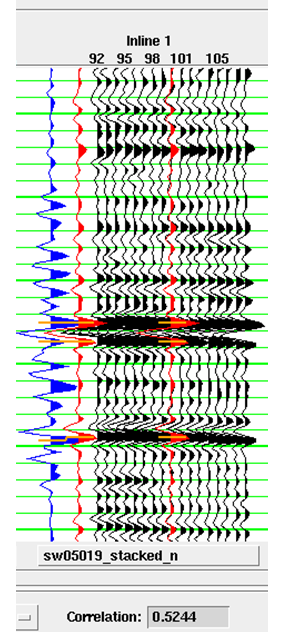 Inline 1
92 95 98 101 105
sw05019_stacked_n
Correlation: 0.5244